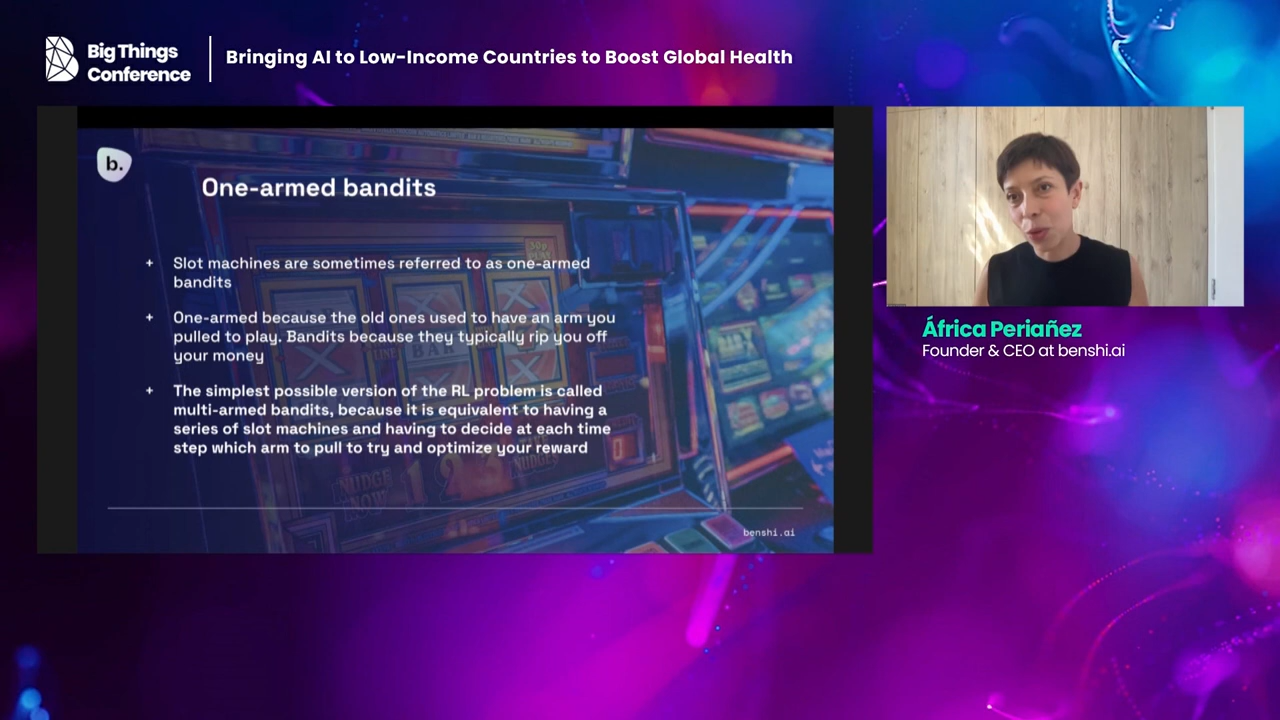 Big Things
Conference
Bringing AI to Low-Income Countries to Boost Global Health
b.
One-armed bandits
+ Slot machines are sometimes referred to as one-armed
bandits
+ One-armed because the old ones used to have an arm you
pulled to play. Bandits because they typically rip you off
your money
+ The simplest possible version of the RL problem is called
multi-armed bandits, because it is equivalent to having a
series of slot machines and having to decide at each time
step which arm to pull to try and optimize your reward
BAR
NUDGE
NOW
benshi.ai
África Periañez
Founder & CEO at benshi.ai